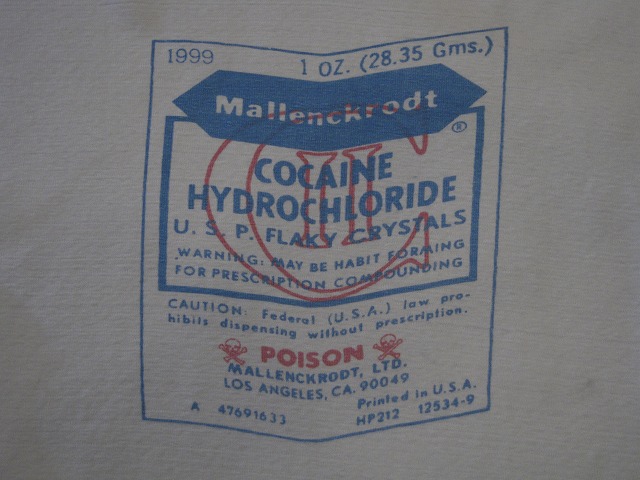 1999
1 OZ. (28.35 Gms.)
Mallenckrodt
®
CII
COCAINE
HYDROCHLORIDE
U. S. P. FLAKY CRYSTALS
WARNING: MAY BE HABIT FORMING
FOR PRESCRIPTION COMPOUNDING
CAUTION: Federal (U.S.A.) law pro-
hibits dispensing without prescription.
POISON
MALLENCKRODT, LTD.
LOS ANGELES, CA. 90049
Printed in U.S.A.
A 47691633
HP212 12534-9